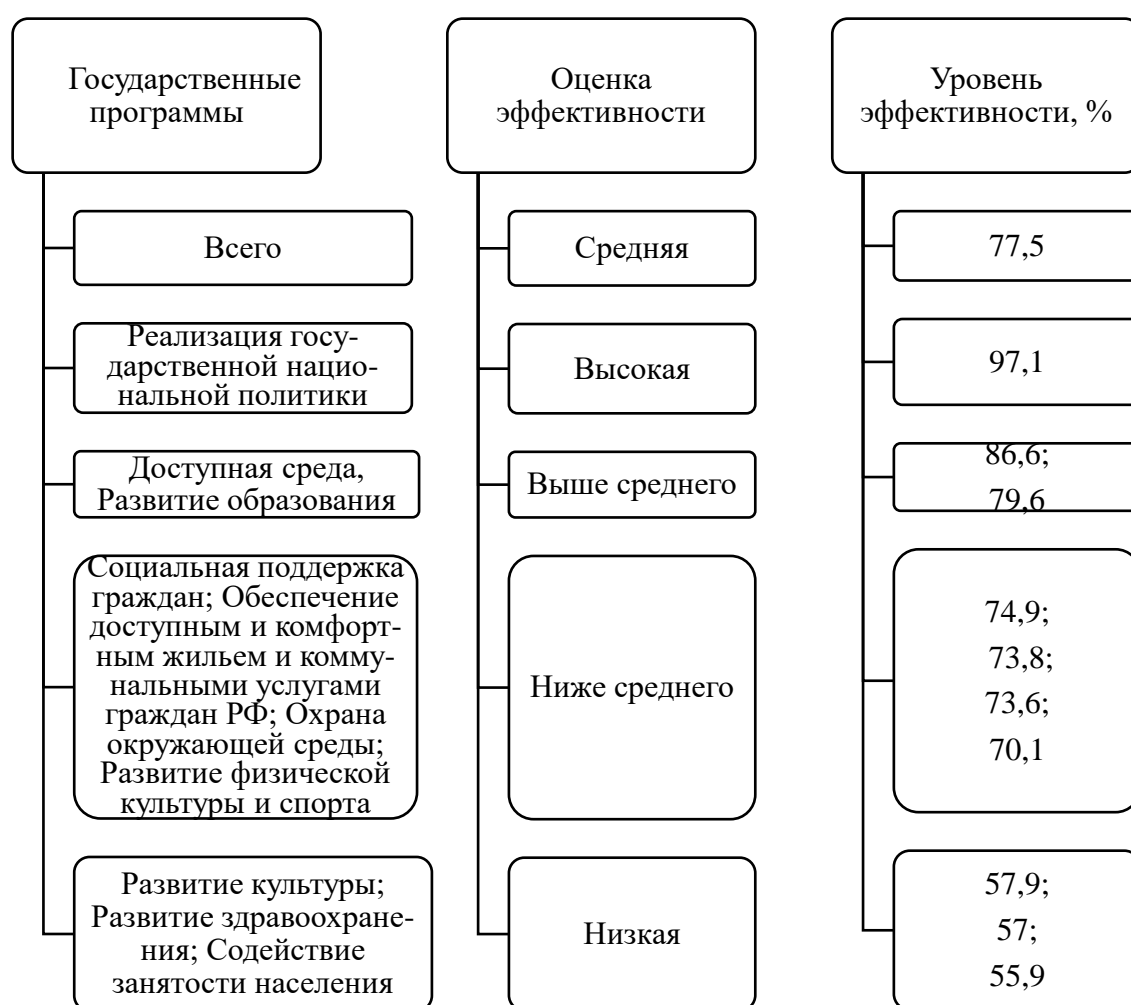 Государственные
программы
Оценка
эффективности
Уровень
эффективности, %
Всего
Средняя
77,5
Реализация госу-
дарственной нацио-
нальной политики
Высокая
97,1
Доступная среда,
Развитие образования
Выше среднего
86,6;
79,6
Социальная поддержка
граждан; Обеспечение
доступным и комфорт-
ным жильем и комму-
нальными услугами
граждан РФ; Охрана
окружающей среды;
Развитие физической
культуры и спорта
Ниже среднего
74,9;
73,8;
73,6;
70,1
Развитие культуры;
Развитие здравоохране-
ния; Содействие
занятости населения
Низкая
57,9;
57;
55,9